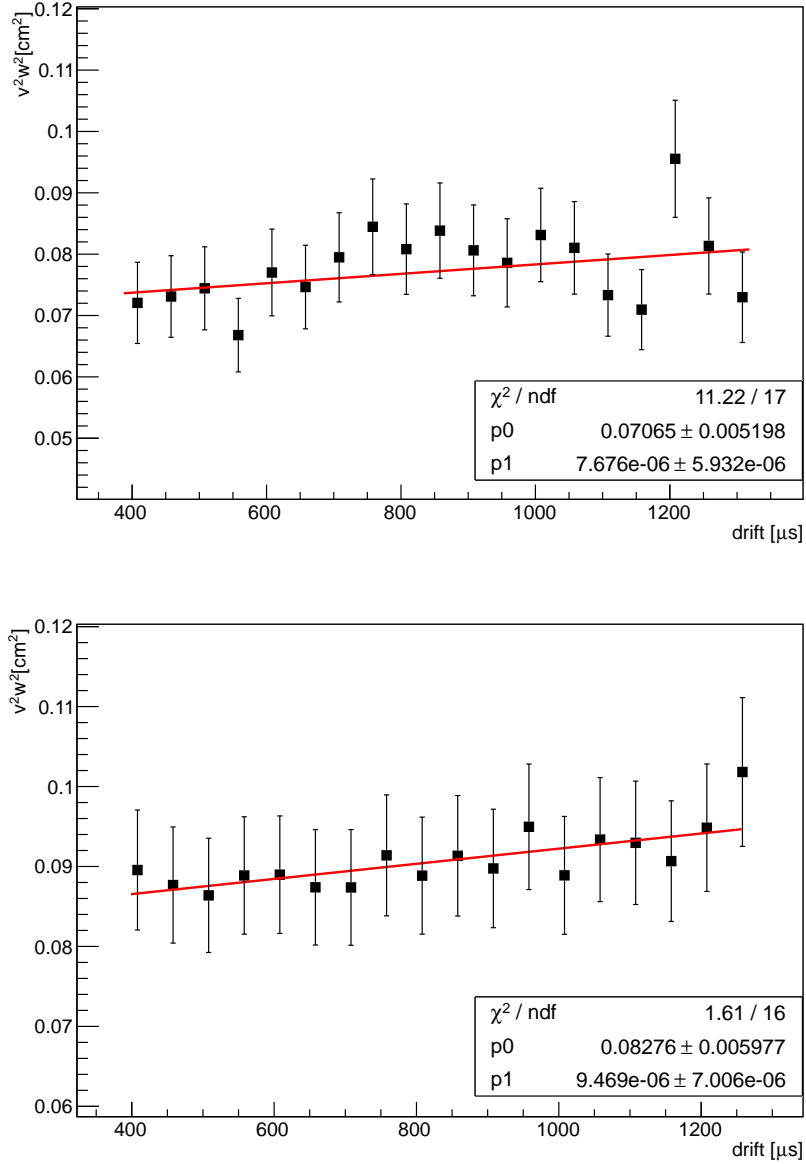 v²w²[cm²]
0.12
0.11
0.1
0.09
0.08
0.07
0.06
0.05
χ² / ndf 11.22 / 17
p0 0.07065 ± 0.005198
p1 7.676e-06 ± 5.932e-06
400 600 800 1000 1200
drift [μs]
v²w²[cm²]
0.12
0.11
0.1
0.09
0.08
0.07
0.06
χ² / ndf 1.61 / 16
p0 0.08276 ± 0.005977
p1 9.469e-06 ± 7.006e-06
400 600 800 1000 1200
drift [μs]